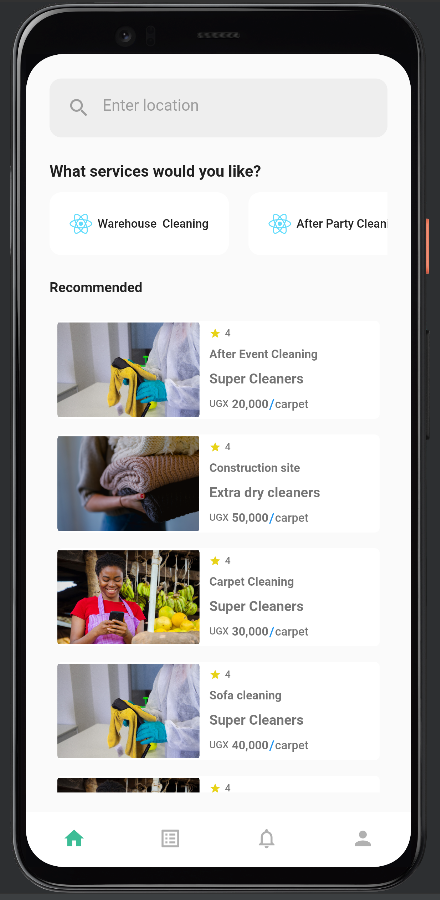 Enter location
What services would you like?
Warehouse Cleaning
After Party Cleani
Recommended
4
After Event Cleaning
Super Cleaners
UGX 20,000/carpet
4
Construction site
Extra dry cleaners
UGX 50,000/carpet
4
Carpet Cleaning
Super Cleaners
UGX 30,000/carpet
4
Sofa cleaning
Super Cleaners
UGX 40,000/carpet
4